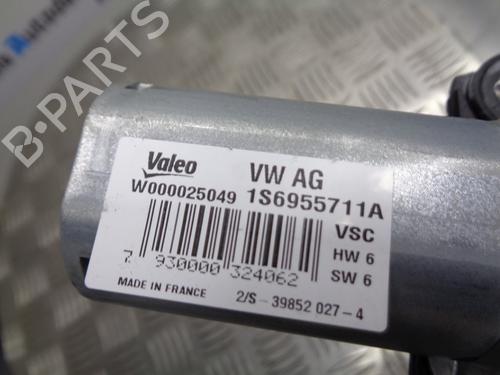 Valeo VW AG
W000025049 1S6955711A
VSC
HW 6
SW 6
7 930000 324062
MADE IN FRANCE 2/S - 39852 027-4
B-PARTS